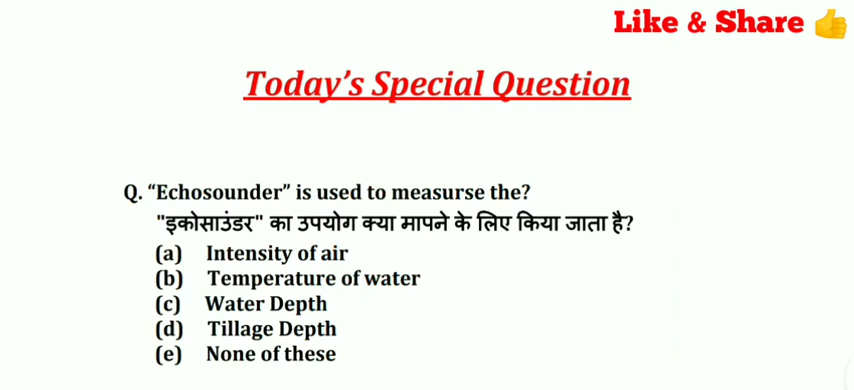 Like & Share 👍
Today's Special Question
Q. “Echosounder” is used to measurse the?
"इकोसाउंडर" का उपयोग क्या मापने के लिए किया जाता है?
(a) Intensity of air
(b) Temperature of water
(c) Water Depth
(d) Tillage Depth
(e) None of these